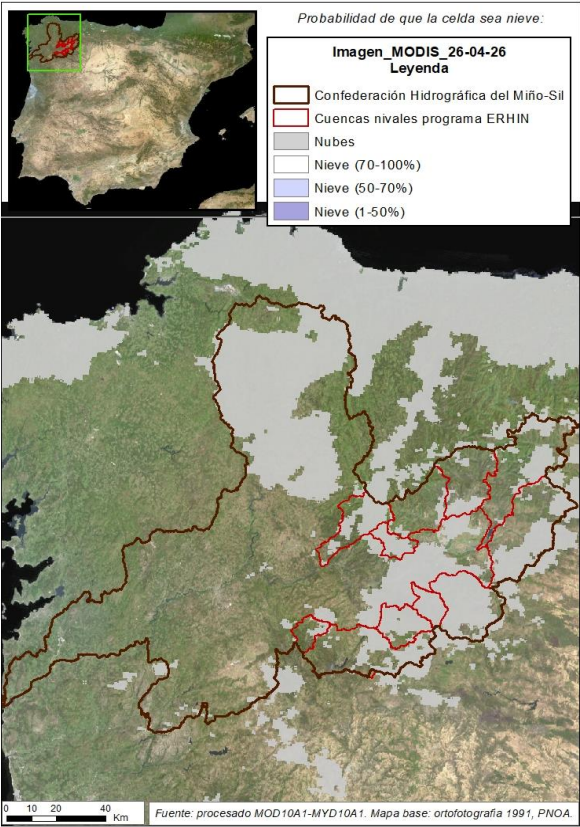 Probabilidad de que la celda sea nieve:
Imagen_MODIS_26-04-26
Leyenda
Confederación Hidrográfica del Miño-Sil
Cuencas nivales programa ERHIN
Nubes
Nieve (70-100%)
Nieve (50-70%)
Nieve (1-50%)
0 10 20 40
Km
Fuente: procesado MOD10A1-MYD10A1. Mapa base: ortofotografia 1991, PNOA.